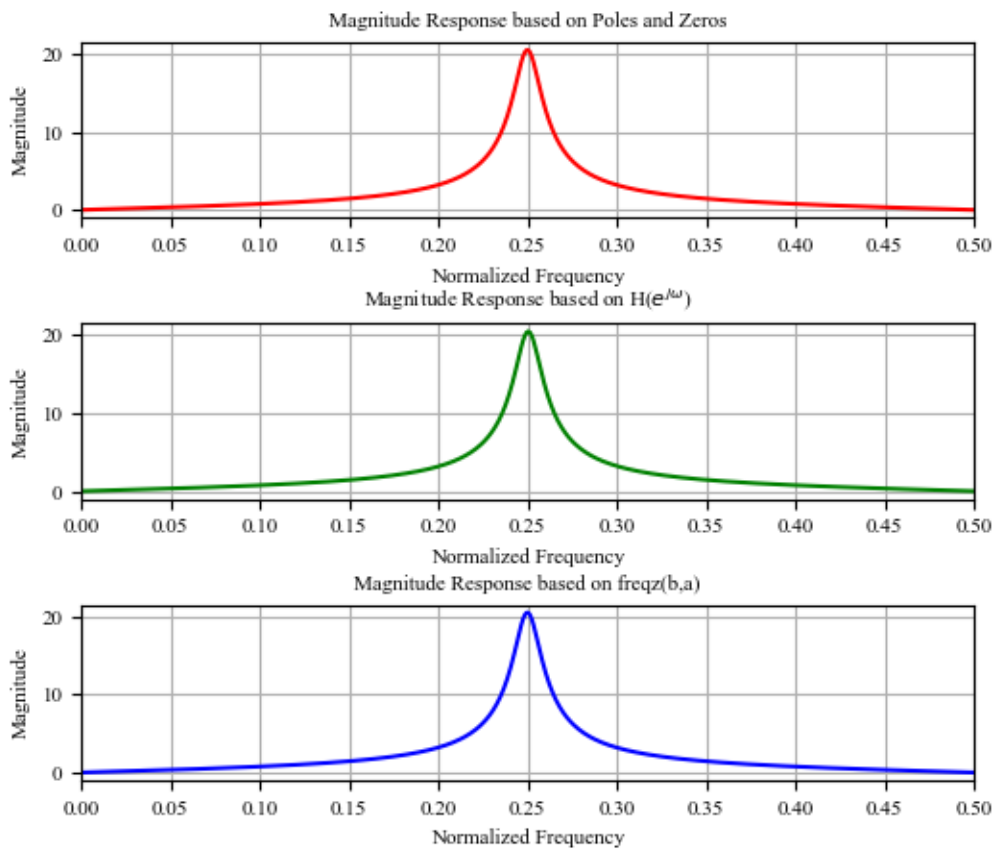 Magnitude Response based on Poles and Zeros
20
10
0
Magnitude
0.00 0.05 0.10 0.15 0.20 0.25 0.30 0.35 0.40 0.45 0.50
Normalized Frequency
Magnitude Response based on H(e^{jω})
20
10
0
Magnitude
0.00 0.05 0.10 0.15 0.20 0.25 0.30 0.35 0.40 0.45 0.50
Normalized Frequency
Magnitude Response based on freqz(b,a)
20
10
0
Magnitude
0.00 0.05 0.10 0.15 0.20 0.25 0.30 0.35 0.40 0.45 0.50
Normalized Frequency